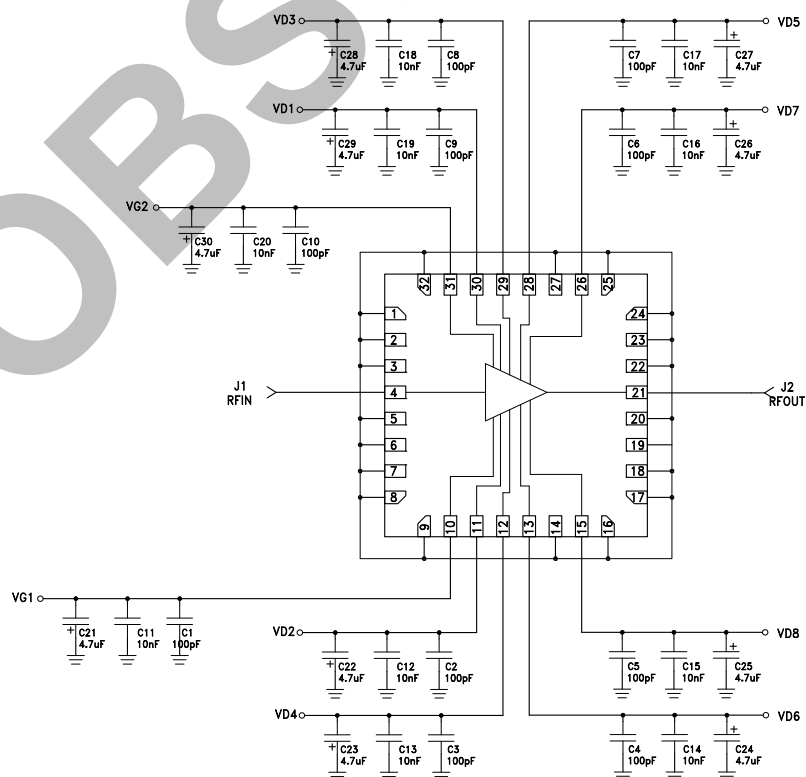 VD3
C28
4.7uF
C18
10nF
C8
100pF
C7
100pF
C17
10nF
C27
4.7uF
VD5
VD1
C29
4.7uF
C19
10nF
C9
100pF
C6
100pF
C16
10nF
C26
4.7uF
VD7
VG2
C30
4.7uF
C20
10nF
C10
100pF
OBS
32
31
30
29
28
27
26
25
1
2
3
4
5
6
7
8
24
23
22
21
20
19
18
17
J1
RFIN
J2
RFOUT
9
10
11
12
13
14
15
16
VG1
C21
4.7uF
C11
10nF
C1
100pF
VD2
C22
4.7uF
C12
10nF
C2
100pF
C5
100pF
C15
10nF
C25
4.7uF
VD8
VD4
C23
4.7uF
C13
10nF
C3
100pF
C4
100pF
C14
10nF
C24
4.7uF
VD6